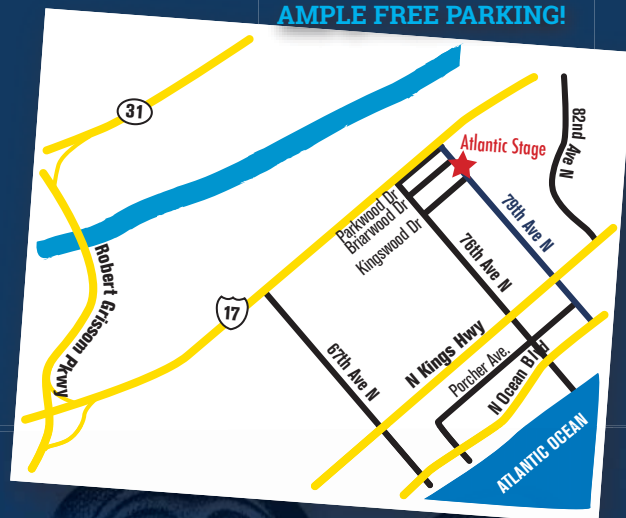 AMPLE FREE PARKING!
31
82nd Ave N
Atlantic Stage
Parkwood Dr
Briarwood Dr
Kingswood Dr
79th Ave N
76th Ave N
Robert Grissom Pkwy
17
67th Ave N
N Kings Hwy
Porcher Ave.
N Ocean Blvd
ATLANTIC OCEAN